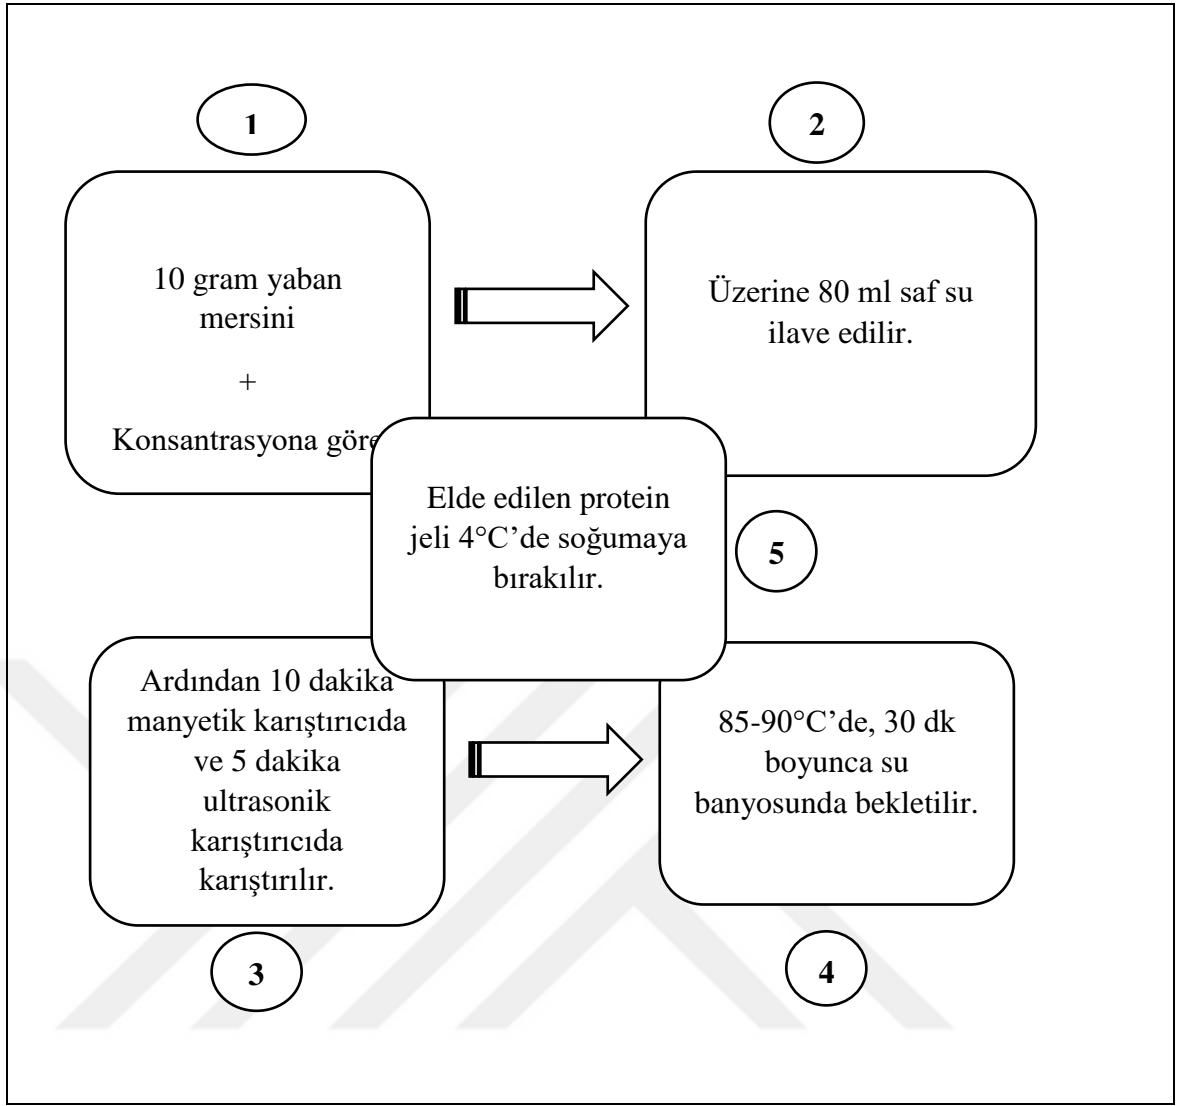 1
10 gram yaban
mersini
+
Konsantrasyona göre
2
Üzerine 80 ml saf su
ilave edilir.
3
Ardından 10 dakika
manyetik karıştırıcıda
ve 5 dakika
ultrasonik
karıştırıcıda
karıştırılır.
4
85-90°C’de, 30 dk
boyunca su
banyosunda bekletilir.
5
Elde edilen protein
jeli 4°C’de soğumaya
bırakılır.